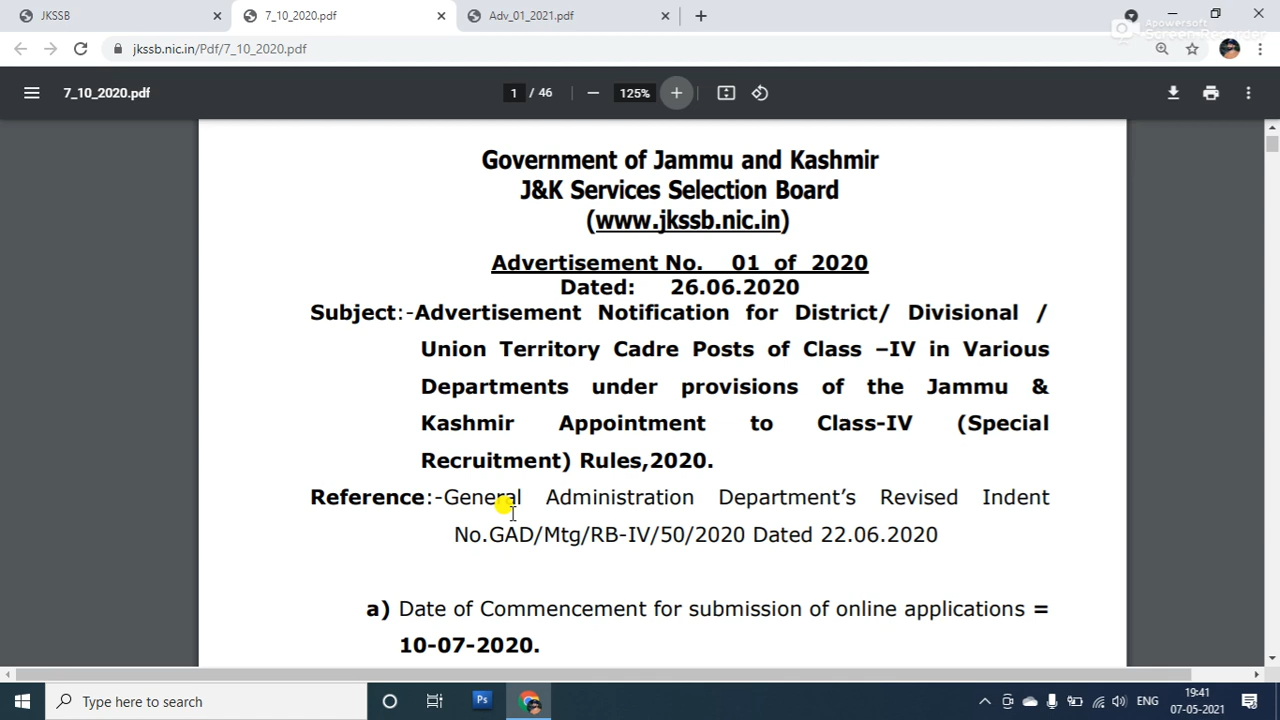 JKSSB
7_10_2020.pdf
Adv_01_2021.pdf
Apowersoft
Screen Recorder
jkssb.nic.in/Pdf/7_10_2020.pdf
7_10_2020.pdf
1 / 46
125%
Government of Jammu and Kashmir
J&K Services Selection Board
(www.jkssb.nic.in)
Advertisement No. 01 of 2020
Dated: 26.06.2020
Subject:-Advertisement Notification for District/ Divisional /
Union Territory Cadre Posts of Class –IV in Various
Departments under provisions of the Jammu &
Kashmir Appointment to Class-IV (Special
Recruitment) Rules,2020.
Reference:-General Administration Department’s Revised Indent
No.GAD/Mtg/RB-IV/50/2020 Dated 22.06.2020
a) Date of Commencement for submission of online applications =
10-07-2020.
Type here to search
Ps
ENG
19:41
07-05-2021